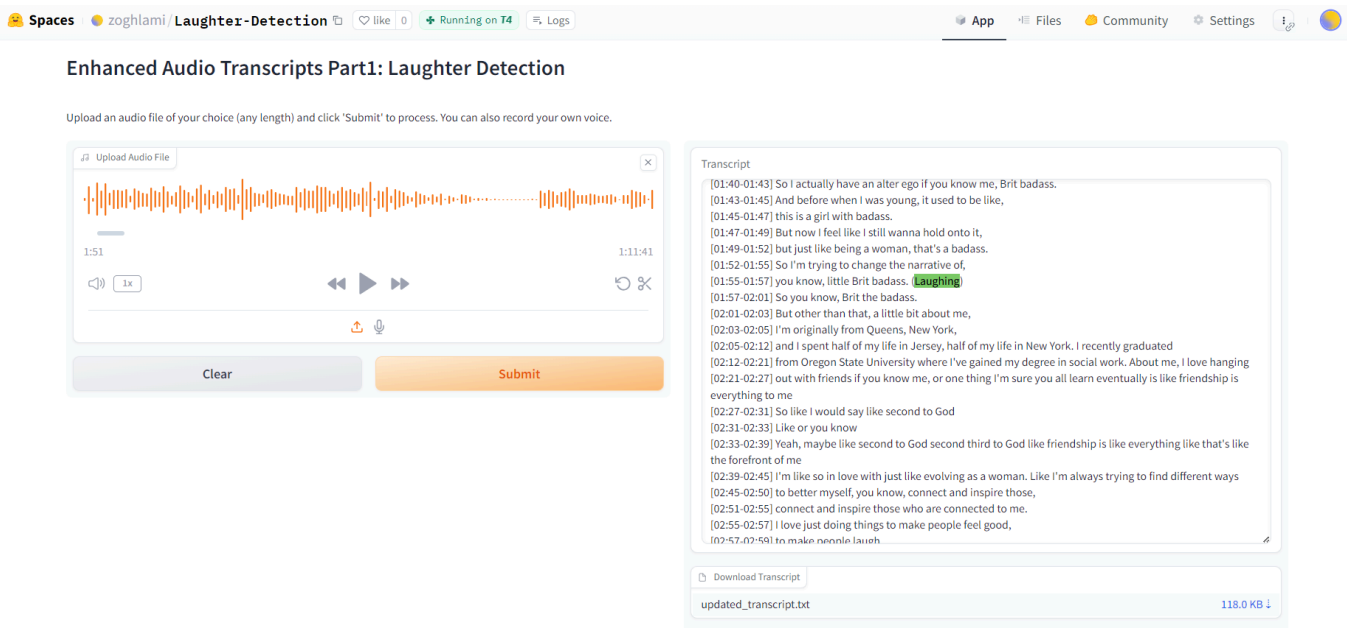 Spaces zoghlami/Laughter-Detection like 0 Running on T4 Logs App Files Community Settings
Enhanced Audio Transcripts Part1: Laughter Detection
Upload an audio file of your choice (any length) and click 'Submit' to process. You can also record your own voice.
Upload Audio File
1:51 1:11:41
1x
Clear Submit
Transcript
[01:40-01:43] So I actually have an alter ego if you know me, Brit badass.
[01:43-01:45] And before when I was young, it used to be like,
[01:45-01:47] this is a girl with badass.
[01:47-01:49] But now I feel like I still wanna hold onto it,
[01:49-01:52] but just like being a woman, that's a badass.
[01:52-01:55] So I'm trying to change the narrative of,
[01:55-01:57] you know, little Brit badass. (Laughing)
[01:57-02:01] So you know, Brit the badass.
[02:01-02:03] But other than that, a little bit about me,
[02:03-02:05] I'm originally from Queens, New York,
[02:05-02:12] and I spent half of my life in Jersey, half of my life in New York. I recently graduated
[02:12-02:21] from Oregon State University where I've gained my degree in social work. About me, I love hanging
[02:21-02:27] out with friends if you know me, or one thing I'm sure you all learn eventually is like friendship is
everything to me
[02:27-02:31] So like I would say like second to God
[02:31-02:33] Like or you know
[02:33-02:39] Yeah, maybe like second to God second third to God like friendship is like everything like that's like
the forefront of me
[02:39-02:45] I'm like so in love with just like evolving as a woman. Like I'm always trying to find different ways
[02:45-02:50] to better myself, you know, connect and inspire those,
[02:51-02:55] connect and inspire those who are connected to me.
[02:55-02:57] I love just doing things to make people feel good,
[02:57-02:59] to make people laugh
Download Transcript
updated_transcript.txt 118.0 KB ↓